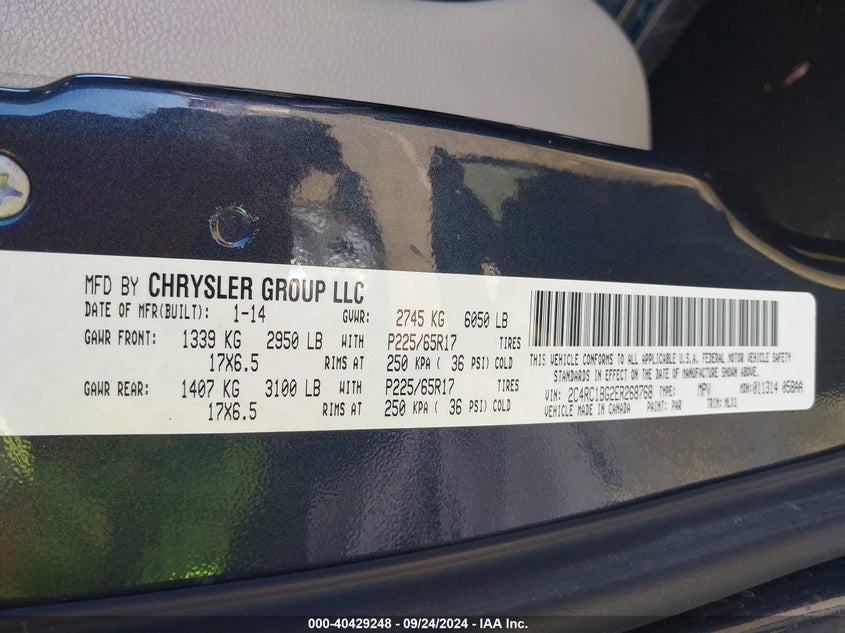 MFD BY CHRYSLER GROUP LLC
DATE OF MFR(BUILT): 1-14 GVWR: 2745 KG 6050 LB
GAWR FRONT: 1339 KG 2950 LB WITH P225/65R17 TIRES
17X6.5 RIMS AT 250 KPA ( 36 PSI) COLD
GAWR REAR: 1407 KG 3100 LB WITH P225/65R17 TIRES
17X6.5 RIMS AT 250 KPA ( 36 PSI) COLD
THIS VEHICLE CONFORMS TO ALL APPLICABLE U.S.A. FEDERAL MOTOR VEHICLE SAFETY
STANDARDS IN EFFECT ON THE DATE OF MANUFACTURE SHOWN ABOVE.
VIN: 2C4RC1BG2ER268768 TYPE: MPV MDH: 011314 058AA
VEHICLE MADE IN CANADA PAINT: PAR TRIM:
000-40429248 - 09/24/2024 - IAA Inc.